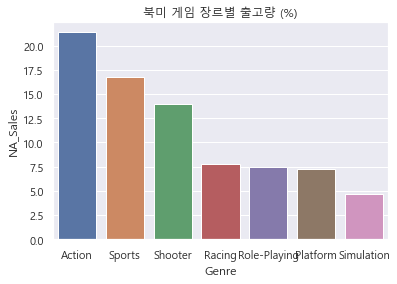 북미 게임 장르별 출고량 (%)
20.0
17.5
15.0
12.5
10.0
7.5
5.0
2.5
0.0
NA_Sales
Action Sports Shooter Racing Role-Playing Platform Simulation
Genre